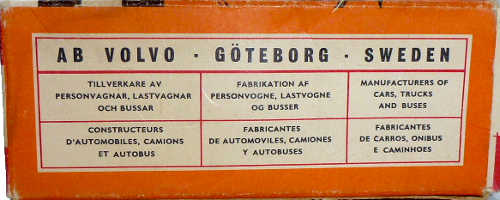 AB VOLVO · GÖTEBORG · SWEDEN
TILLVERKARE AV
PERSONVAGNAR, LASTVAGNAR
OCH BUSSAR
FABRIKATION AF
PERSONVOGNE, LASTVOGNE
OG BUSSER
MANUFACTURERS OF
CARS, TRUCKS
AND BUSES
CONSTRUCTEURS
D'AUTOMOBILES, CAMIONS
ET AUTOBUS
FABRICANTES
DE AUTOMOVILES, CAMIONES
Y AUTOBUSES
FABRICANTES
DE CARROS, ONIBUS
E CAMINHOES